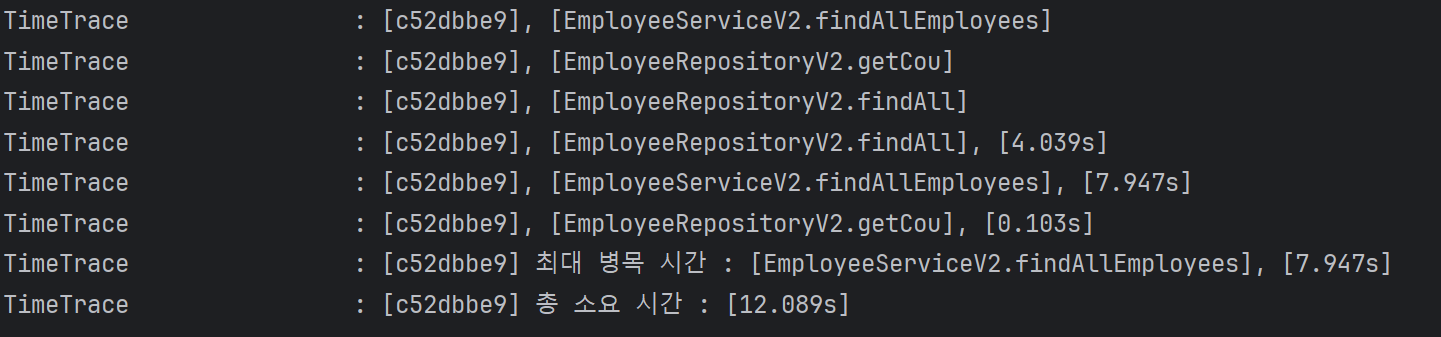 TimeTrace : [c52dbbe9], [EmployeeServiceV2.findAllEmployees]
TimeTrace : [c52dbbe9], [EmployeeRepositoryV2.getCou]
TimeTrace : [c52dbbe9], [EmployeeRepositoryV2.findAll]
TimeTrace : [c52dbbe9], [EmployeeRepositoryV2.findAll], [4.039s]
TimeTrace : [c52dbbe9], [EmployeeServiceV2.findAllEmployees], [7.947s]
TimeTrace : [c52dbbe9], [EmployeeRepositoryV2.getCou], [0.103s]
TimeTrace : [c52dbbe9] 최대 병목 시간 : [EmployeeServiceV2.findAllEmployees], [7.947s]
TimeTrace : [c52dbbe9] 총 소요 시간 : [12.089s]